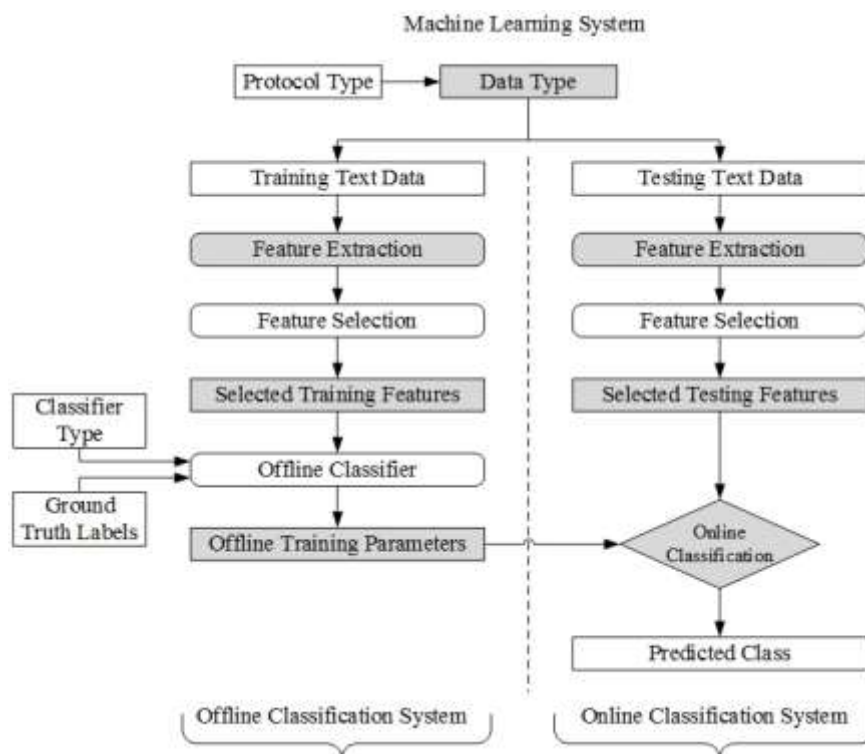 Machine Learning System
Protocol Type
Data Type
Training Text Data
Testing Text Data
Feature Extraction
Feature Extraction
Feature Selection
Feature Selection
Selected Training Features
Selected Testing Features
Classifier
Type
Offline Classifier
Ground
Truth Labels
Offline Training Parameters
Online
Classification
Predicted Class
Offline Classification System
Online Classification System